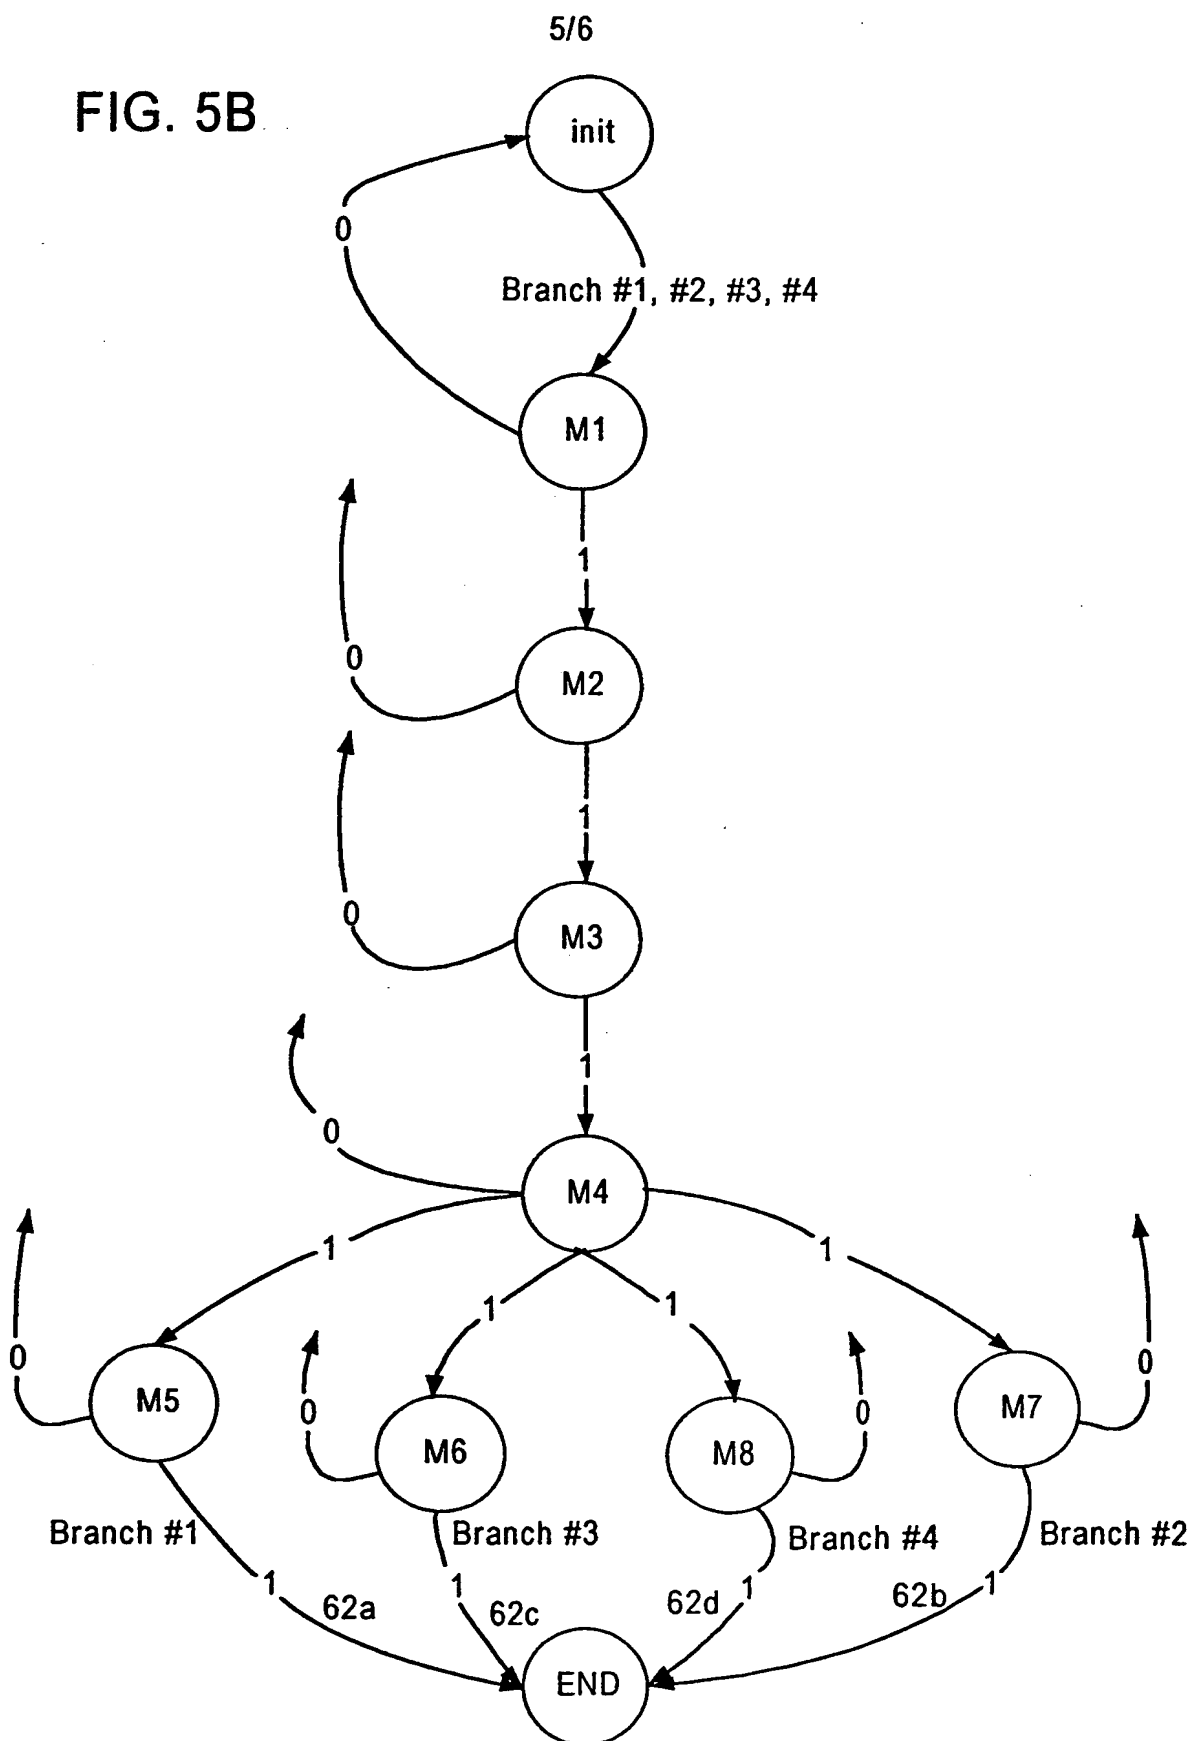 5/6
FIG. 5B
init
0
Branch #1, #2, #3, #4
M1
1
0
M2
1
0
M3
1
0
M4
1
1
1
1
0
M5
0
M6
M8
0
M7
0
Branch #1
Branch #3
Branch #4
Branch #2
1
62a
1
62c
62d
1
62b
1
END